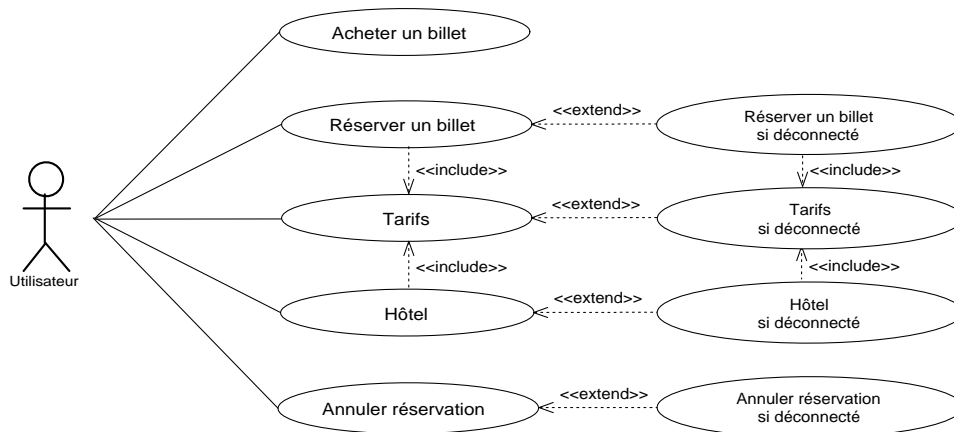 Acheter un billet
Réserver un billet
<<extend>>
Réserver un billet
si déconnecté
<<include>>
<<include>>
Tarifs
<<extend>>
Tarifs
si déconnecté
Utilisateur
<<include>>
<<include>>
Hôtel
<<extend>>
Hôtel
si déconnecté
Annuler réservation
<<extend>>
Annuler réservation
si déconnecté